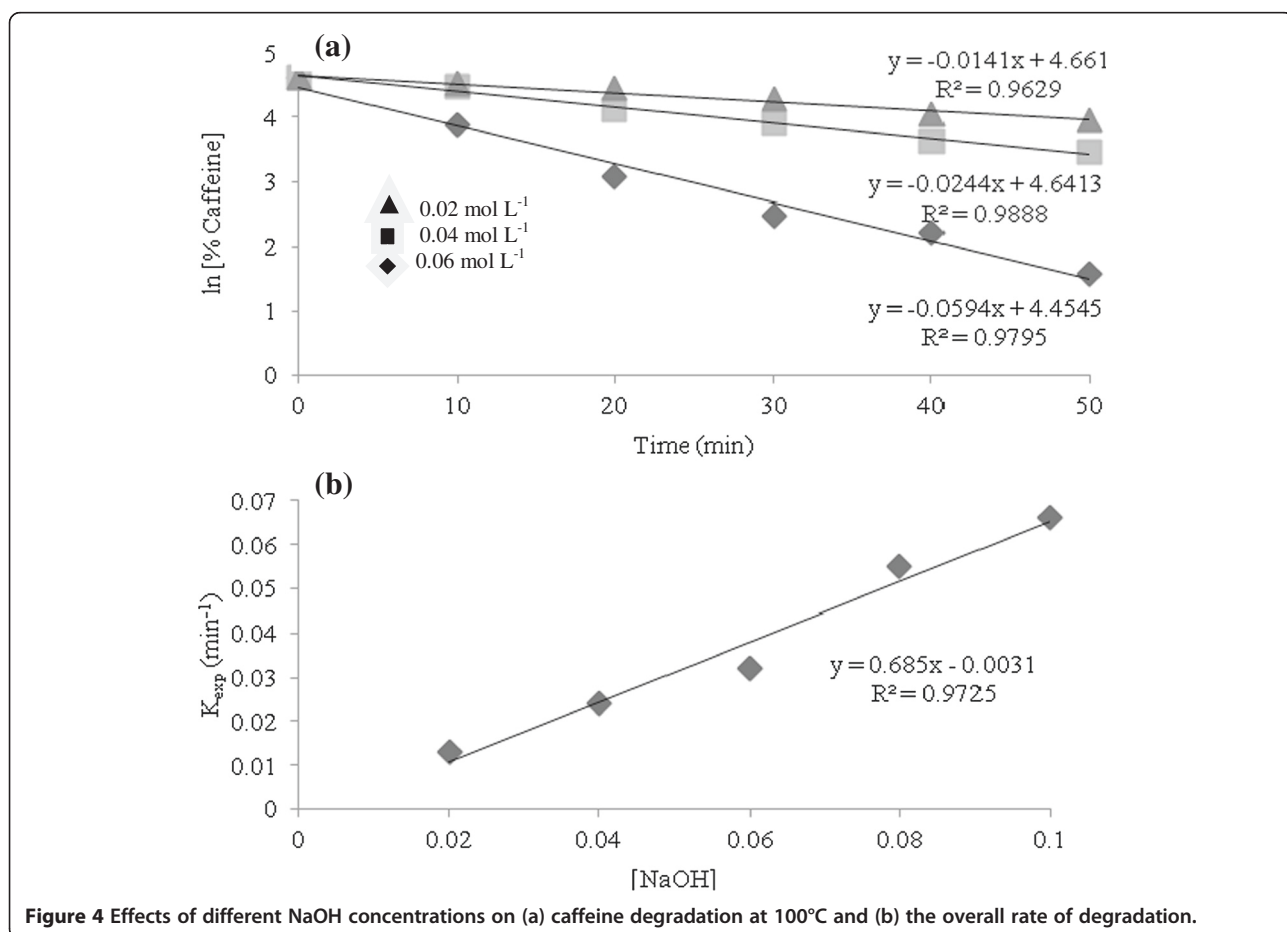 (a)
5
4
3
2
1
0
ln [% Caffeine]
y = -0.0141x + 4.661
R² = 0.9629
y = -0.0244x + 4.6413
R² = 0.9888
y = -0.0594x + 4.4545
R² = 0.9795
0.02 mol L⁻¹
0.04 mol L⁻¹
0.06 mol L⁻¹
0 10 20 30 40 50
Time (min)
(b)
0.07
0.06
0.05
0.04
0.03
0.02
0.01
0
K_exp (min⁻¹)
y = 0.685x - 0.0031
R² = 0.9725
0 0.02 0.04 0.06 0.08 0.1
[NaOH]
Figure 4 Effects of different NaOH concentrations on (a) caffeine degradation at 100°C and (b) the overall rate of degradation.